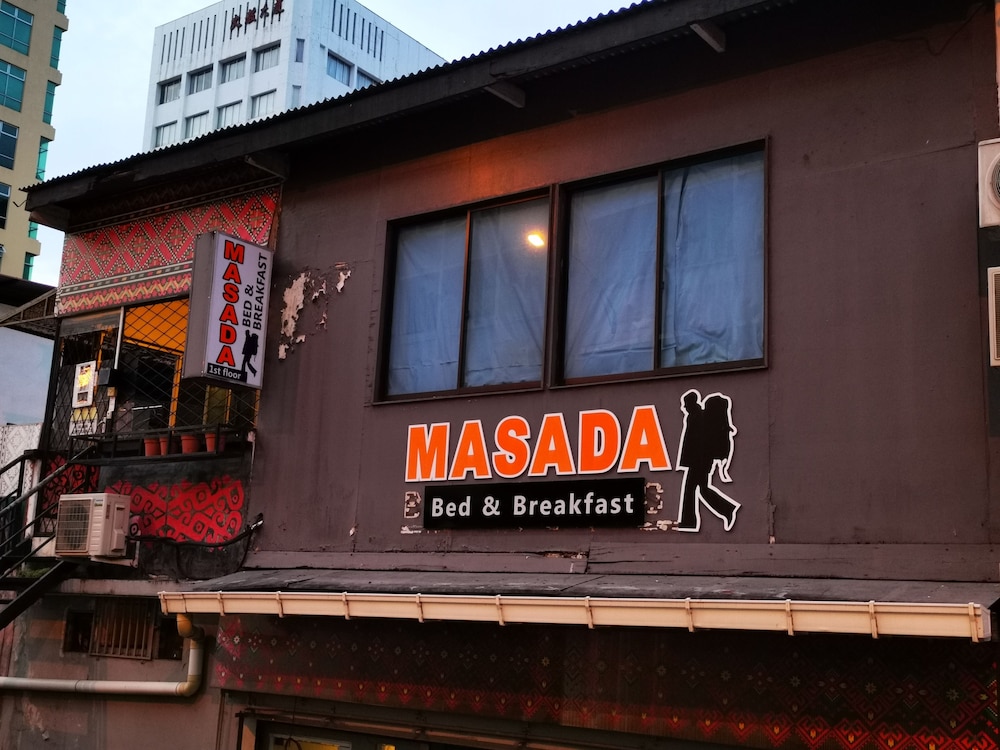 MASADA
BED &
BREAKFAST
1st floor
MASADA
Bed & Breakfast